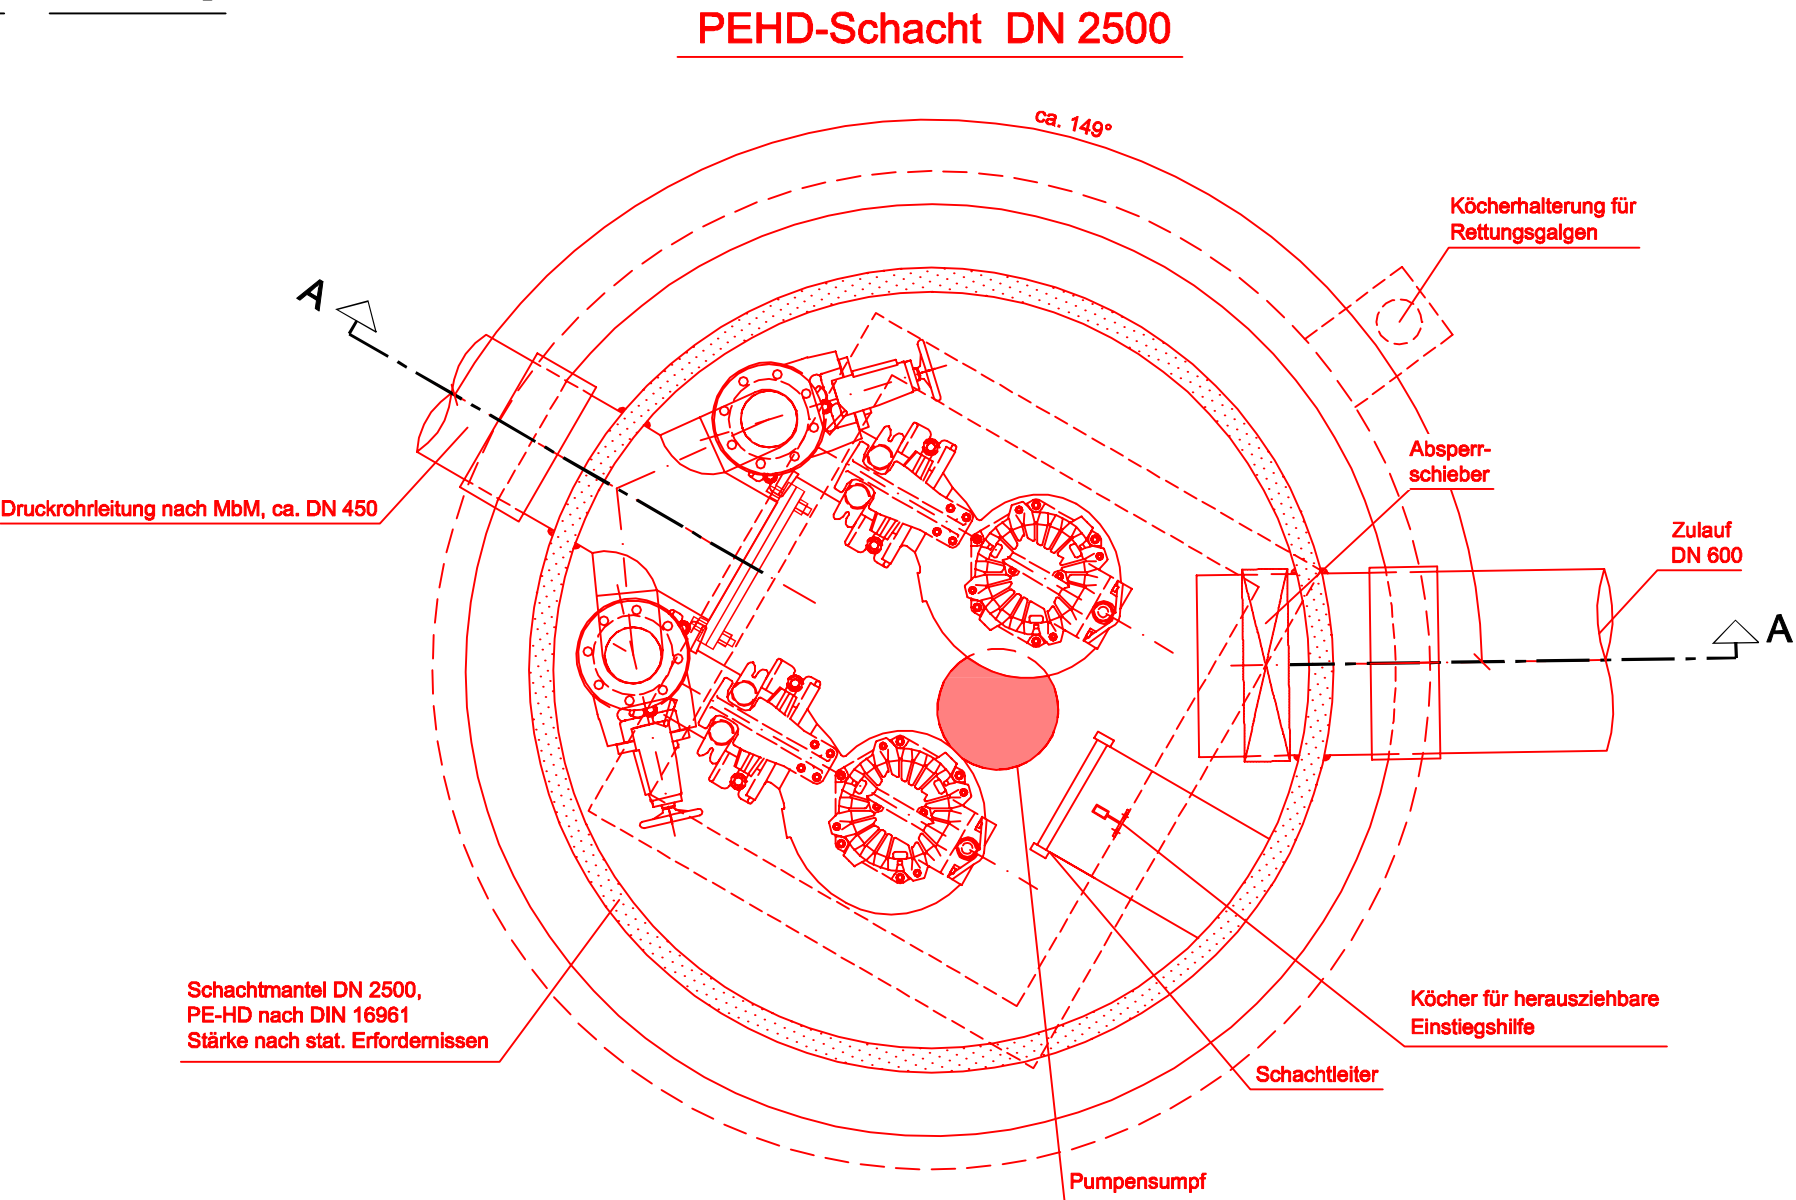 PEHD-Schacht DN 2500
ca. 149°
Köcherhalterung für
Rettungsgalgen
A
Absperr-
schieber
Druckrohrleitung nach MbM, ca. DN 450
Zulauf
DN 600
A
Schachtmantel DN 2500,
PE-HD nach DIN 16961
Stärke nach stat. Erfordernissen
Köcher für herausziehbare
Einstiegshilfe
Schachtleiter
Pumpensumpf